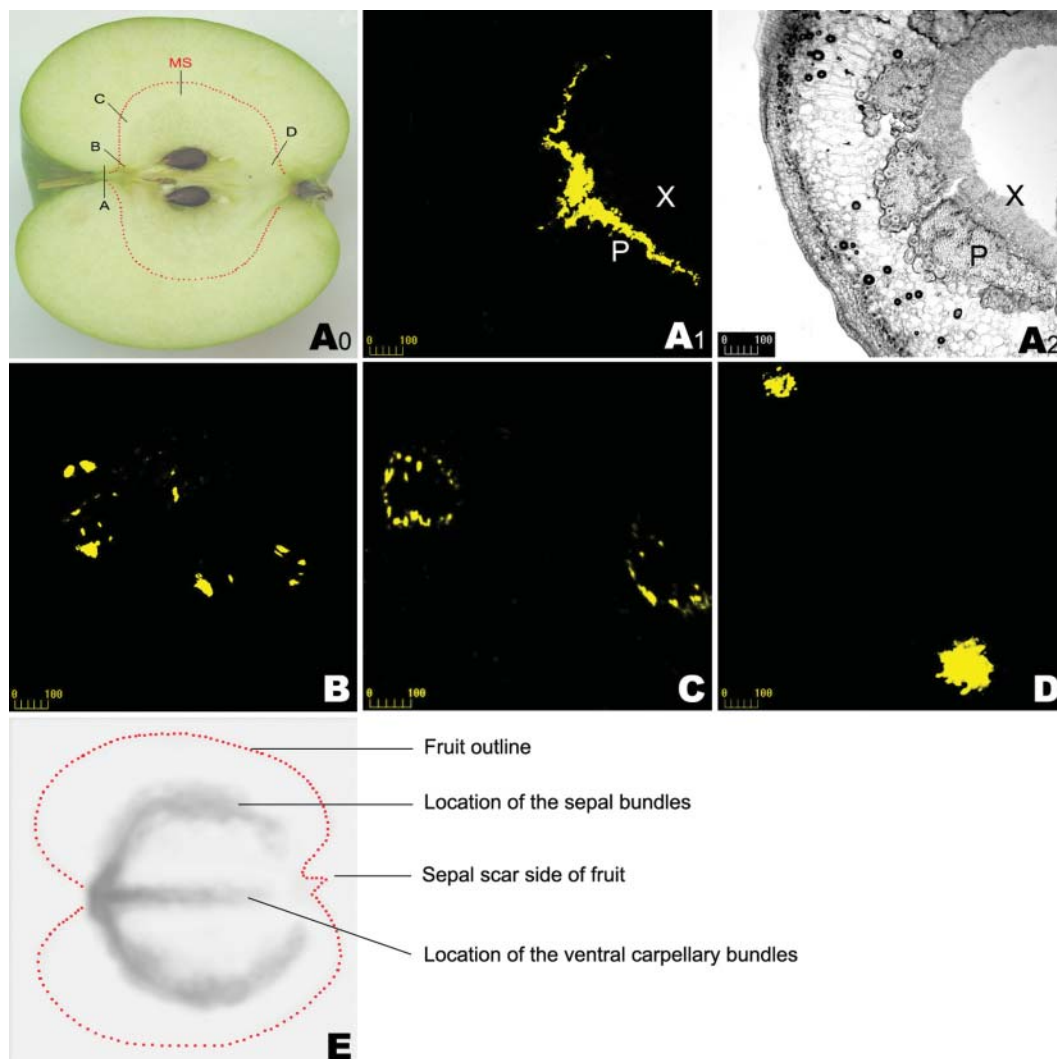 MS
C
B
D
A
A0
X
P
0 100
A1
X
P
0 100
A2
0 100
B
0 100
C
0 100
D
Fruit outline
Location of the sepal bundles
Sepal scar side of fruit
Location of the ventral carpellary bundles
E